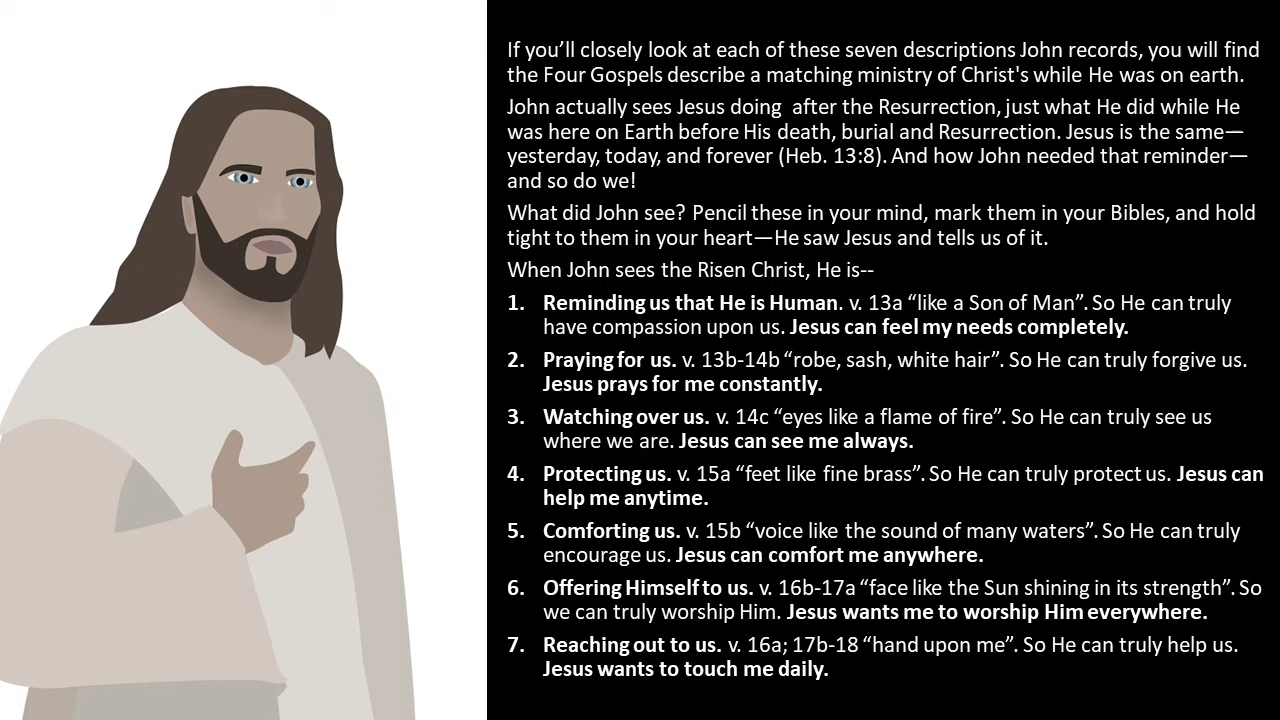 If you’ll closely look at each of these seven descriptions John records, you will find
the Four Gospels describe a matching ministry of Christ's while He was on earth.
John actually sees Jesus doing after the Resurrection, just what He did while He
was here on Earth before His death, burial and Resurrection. Jesus is the same—
yesterday, today, and forever (Heb. 13:8). And how John needed that reminder—
and so do we!
What did John see? Pencil these in your mind, mark them in your Bibles, and hold
tight to them in your heart—He saw Jesus and tells us of it.
When John sees the Risen Christ, He is--
1. Reminding us that He is Human. v. 13a “like a Son of Man”. So He can truly
have compassion upon us. Jesus can feel my needs completely.
2. Praying for us. v. 13b-14b “robe, sash, white hair”. So He can truly forgive us.
Jesus prays for me constantly.
3. Watching over us. v. 14c “eyes like a flame of fire”. So He can truly see us
where we are. Jesus can see me always.
4. Protecting us. v. 15a “feet like fine brass”. So He can truly protect us. Jesus can
help me anytime.
5. Comforting us. v. 15b “voice like the sound of many waters”. So He can truly
encourage us. Jesus can comfort me anywhere.
6. Offering Himself to us. v. 16b-17a “face like the Sun shining in its strength”. So
we can truly worship Him. Jesus wants me to worship Him everywhere.
7. Reaching out to us. v. 16a; 17b-18 “hand upon me”. So He can truly help us.
Jesus wants to touch me daily.